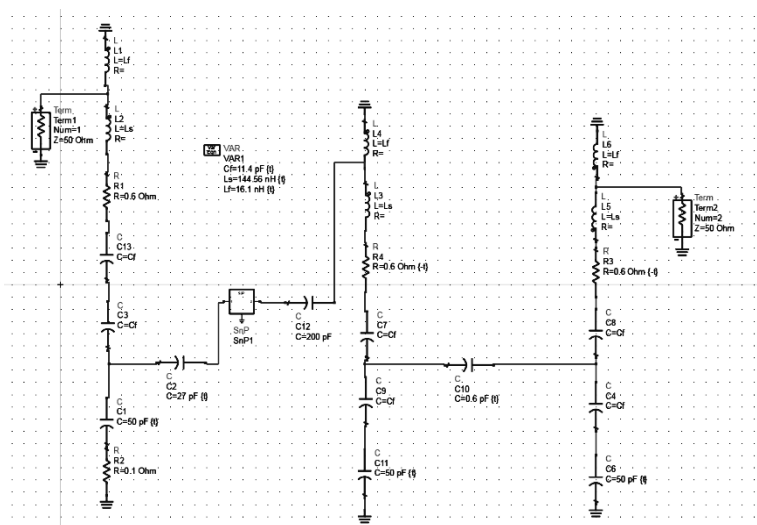 L
L1
L=Lf
R=
Term
Term1
Num=1
Z=50 Ohm
L
L2
L=Ls
R=
R
R1
R=0.6 Ohm
C
C13
C=Cf
C
C3
C=Cf
C
C2
C=27 pF {t}
C
C1
C=50 pF {t}
R
R2
R=0.1 Ohm
Var
Eqn
VAR
VAR1
Cf=11.4 pF {t}
Ls=144.56 nH {t}
Lf=16.1 nH {t}
SnP
SnP1
C
C12
C=200 pF
L
L4
L=Lf
R=
L
L3
L=Ls
R=
R
R4
R=0.6 Ohm {-t}
C
C7
C=Cf
C
C9
C=Cf
C
C11
C=50 pF {t}
C
C10
C=0.6 pF {t}
L
L6
L=Lf
R=
L
L5
L=Ls
R=
Term
Term2
Num=2
Z=50 Ohm
R
R3
R=0.6 Ohm {-t}
C
C8
C=Cf
C
C4
C=Cf
C
C6
C=50 pF {t}